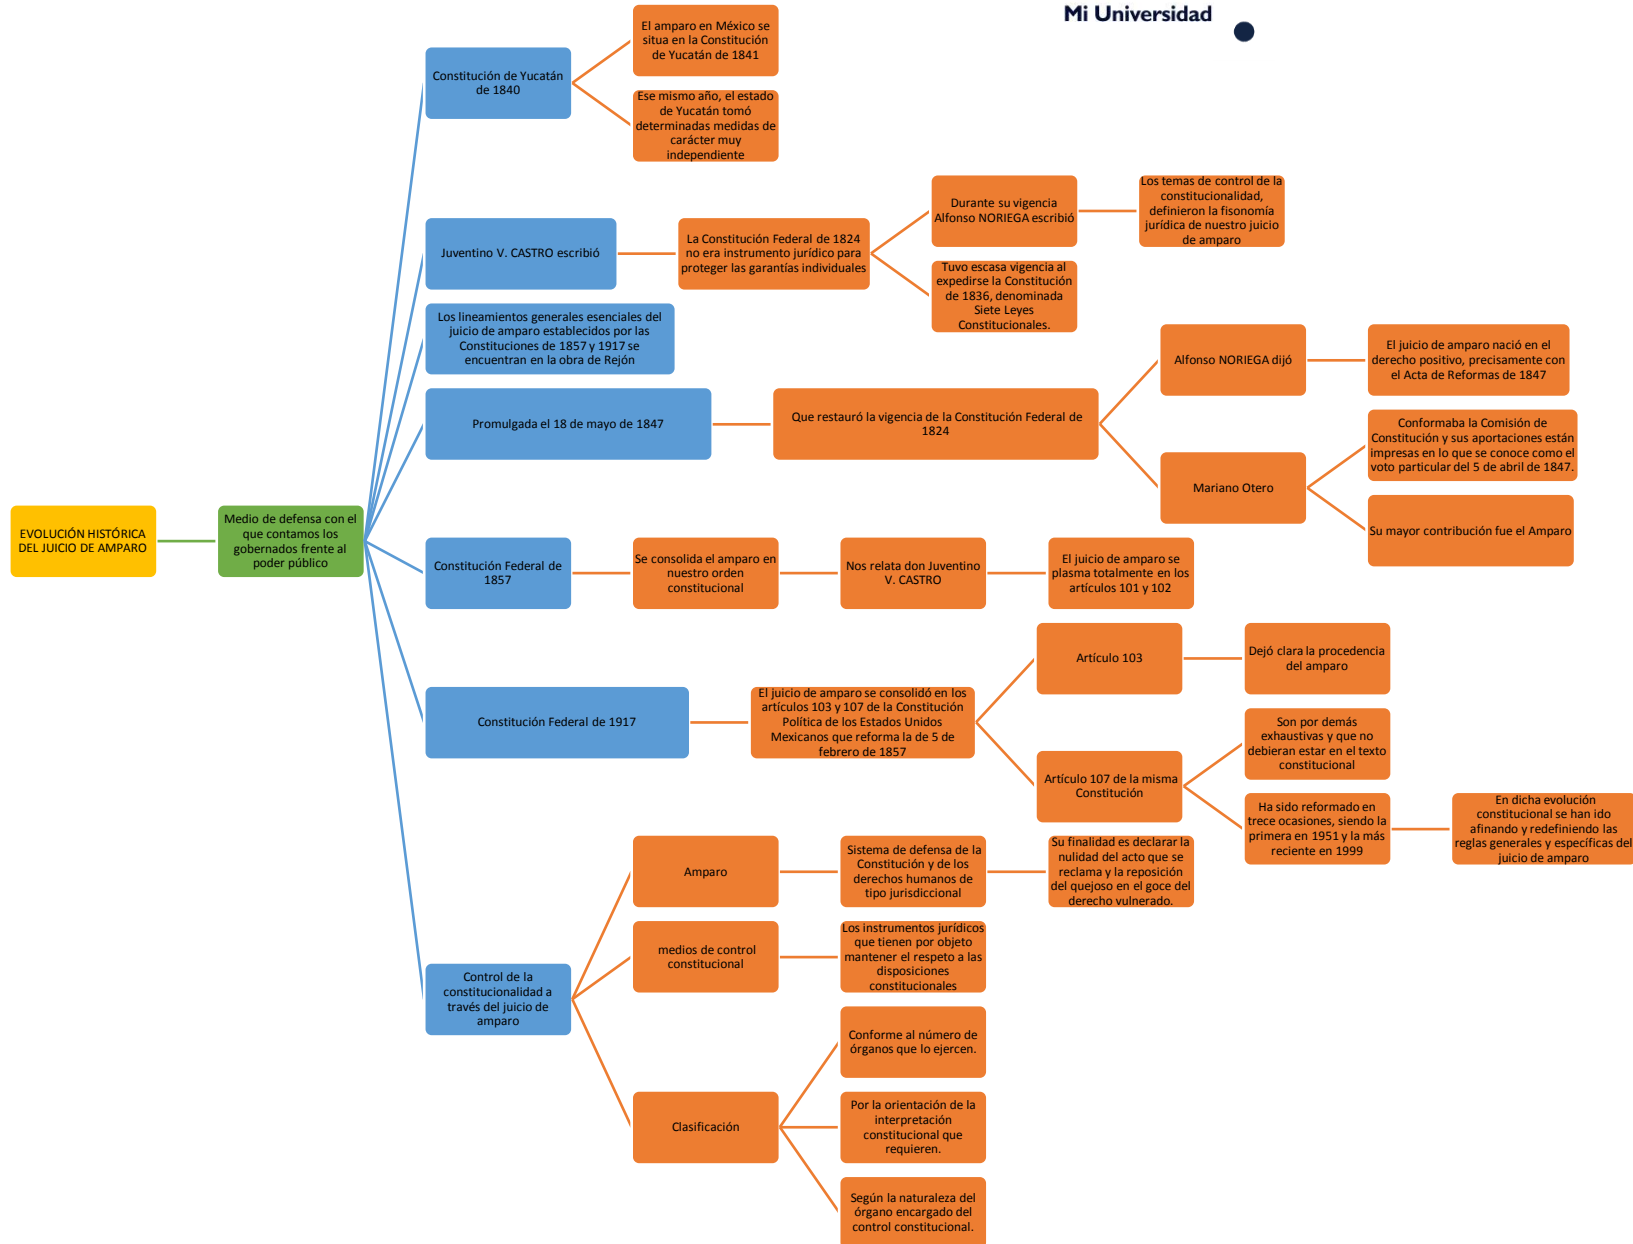 Mi Universidad
El amparo en México se
situa en la Constitución
de Yucatán de 1841
Constitución de Yucatán
de 1840
Ese mismo año, el estado
de Yucatán tomó
determinadas medidas de
carácter muy
independiente
Juventino V. CASTRO escribió
La Constitución Federal de 1824
no era instrumento jurídico para
proteger las garantías individuales
Durante su vigencia
Alfonso NORIEGA escribió
Los temas de control de la
constitucionalidad,
definieron la fisonomía
jurídica de nuestro juicio
de amparo
Tuvo escasa vigencia al
expedirse la Constitución
de 1836, denominada
Siete Leyes
Constitucionales.
Los lineamientos generales esenciales del
juicio de amparo establecidos por las
Constituciones de 1857 y 1917 se
encuentran en la obra de Rejón
Promulgada el 18 de mayo de 1847
Que restauró la vigencia de la Constitución Federal de
1824
Alfonso NORIEGA dijó
El juicio de amparo nació en el
derecho positivo, precisamente con
el Acta de Reformas de 1847
Mariano Otero
Conformaba la Comisión de
Constitución y sus aportaciones están
impresas en lo que se conoce como el
voto particular del 5 de abril de 1847.
Su mayor contribución fue el Amparo
EVOLUCIÓN HISTÓRICA
DEL JUICIO DE AMPARO
Medio de defensa con el
que contamos los
gobernados frente al
poder público
Constitución Federal de
1857
Se consolida el amparo en
nuestro orden
constitucional
Nos relata don Juventino
V. CASTRO
El juicio de amparo se
plasma totalmente en los
artículos 101 y 102
Constitución Federal de 1917
El juicio de amparo se consolidó en los
artículos 103 y 107 de la Constitución
Política de los Estados Unidos
Mexicanos que reforma la de 5 de
febrero de 1857
Artículo 103
Dejó clara la procedencia
del amparo
Artículo 107 de la misma
Constitución
Son por demás
exhaustivas y que no
debieran estar en el texto
constitucional
Ha sido reformado en
trece ocasiones, siendo la
primera en 1951 y la más
reciente en 1999
En dicha evolución
constitucional se han ido
afinando y redefiniendo las
reglas generales y específicas del
juicio de amparo
Control de la
constitucionalidad a
través del juicio de
amparo
Amparo
Sistema de defensa de la
Constitución y de los
derechos humanos de
tipo jurisdiccional
Su finalidad es declarar la
nulidad del acto que se
reclama y la reposición
del quejoso en el goce del
derecho vulnerado.
medios de control
constitucional
Los instrumentos jurídicos
que tienen por objeto
mantener el respeto a las
disposiciones
constitucionales
Clasificación
Conforme al número de
órganos que lo ejercen.
Por la orientación de la
interpretación
constitucional que
requieren.
Según la naturaleza del
órgano encargado del
control constitucional.